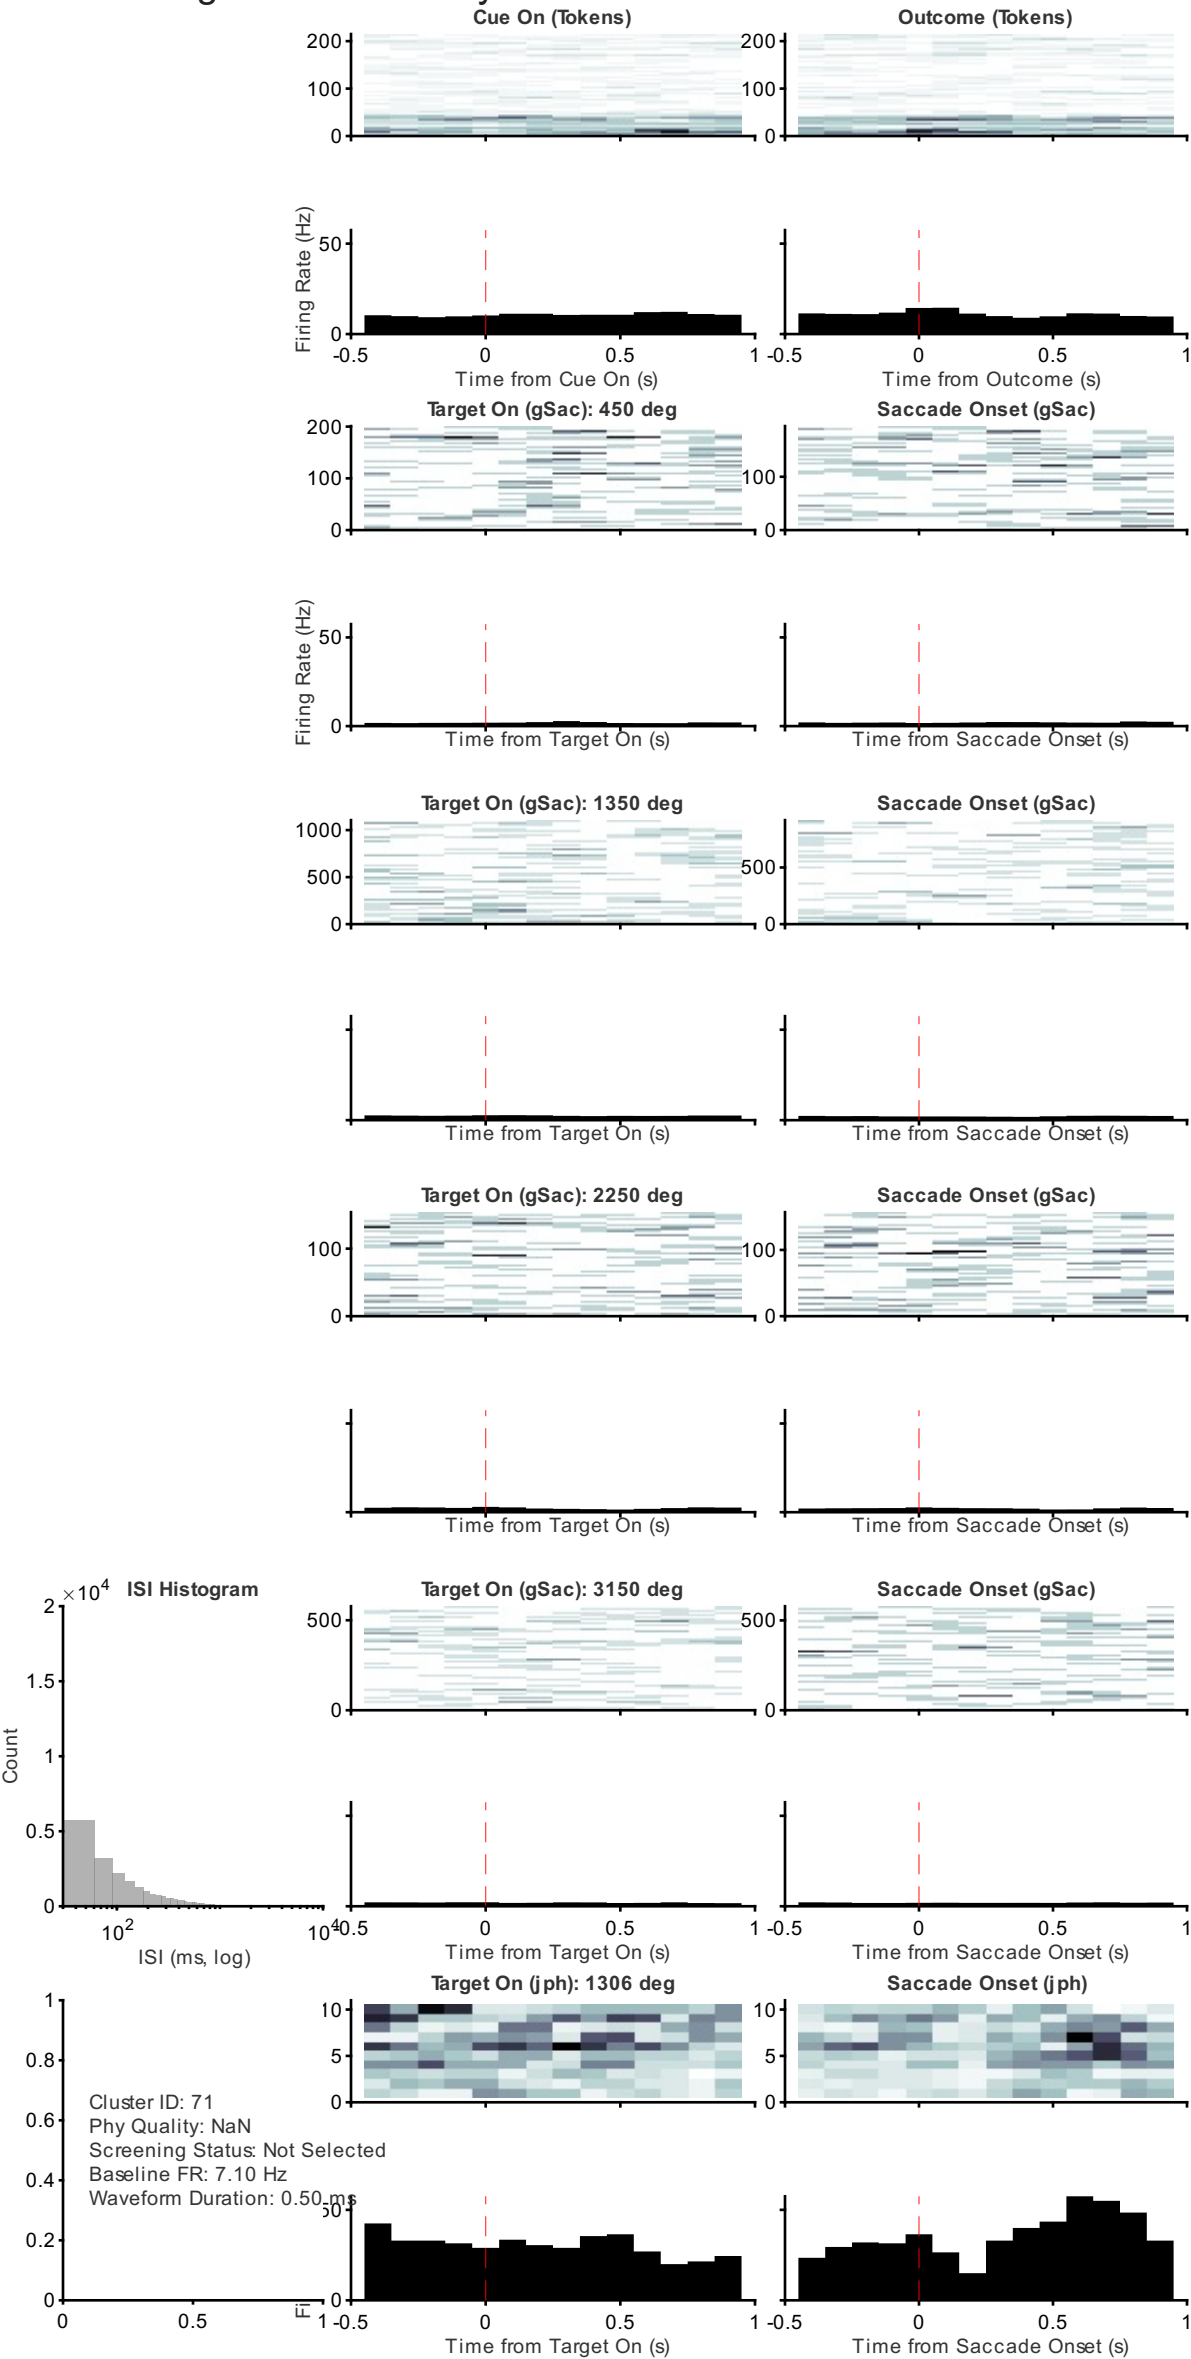 Cue On (Tokens)
Outcome (Tokens)
200
100
0
200
100
0
Firing Rate (Hz)
50
0
-0.5
0
0.5
1
-0.5
0
0.5
1
Time from Cue On (s)
Time from Outcome (s)
Target On (gSac): 450 deg
Saccade Onset (gSac)
200
100
0
100
0
Firing Rate (Hz)
50
0
Time from Target On (s)
Time from Saccade Onset (s)
Target On (gSac): 1350 deg
Saccade Onset (gSac)
1000
500
0
500
0
Time from Target On (s)
Time from Saccade Onset (s)
Target On (gSac): 2250 deg
Saccade Onset (gSac)
100
0
100
0
Time from Target On (s)
Time from Saccade Onset (s)
×10⁴
ISI Histogram
Target On (gSac): 3150 deg
Saccade Onset (gSac)
2
1.5
1
0.5
0
Count
10²
10⁴
ISI (ms, log)
500
0
500
0
-0.5
0
0.5
1
-0.5
0
0.5
1
Time from Target On (s)
Time from Saccade Onset (s)
Target On (jph): 1306 deg
Saccade Onset (jph)
10
5
0
10
5
0
1
0.8
0.6
0.4
0.2
0
0
0.5
1
Cluster ID: 71
Phy Quality: NaN
Screening Status: Not Selected
Baseline FR: 7.10 Hz
Waveform Duration: 0.50 ms
50
0
Fi
-0.5
0
0.5
1
-0.5
0
0.5
1
Time from Target On (s)
Time from Saccade Onset (s)